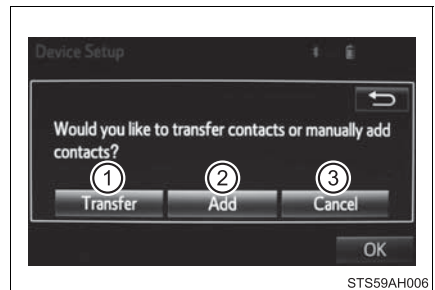 Device Setup
Would you like to transfer contacts or manually add
contacts?
1
2
3
Transfer
Add
Cancel
OK
STS59AH006